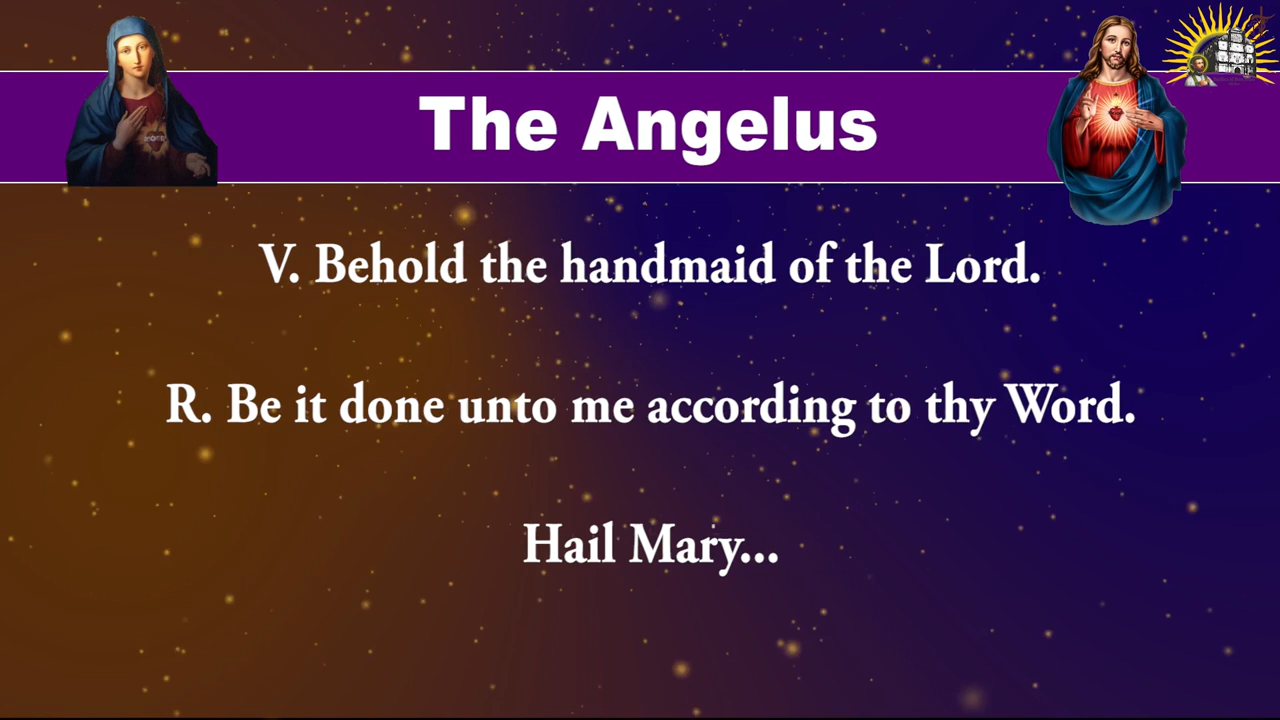 The Angelus
V. Behold the handmaid of the Lord.
R. Be it done unto me according to thy Word.
Hail Mary...